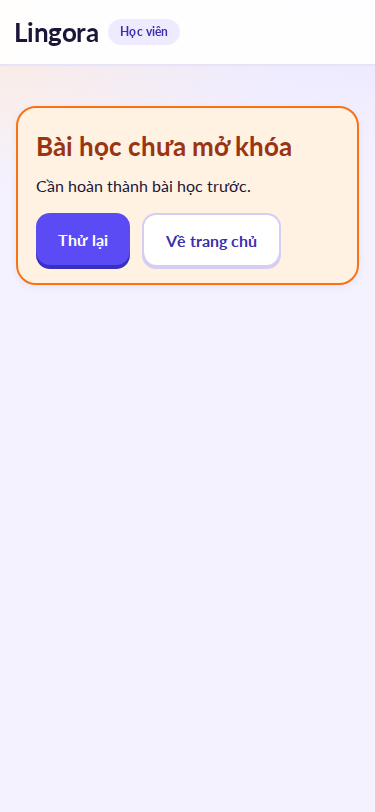 Lingora Học viên
Bài học chưa mở khóa
Cần hoàn thành bài học trước.
Thử lại Về trang chủ